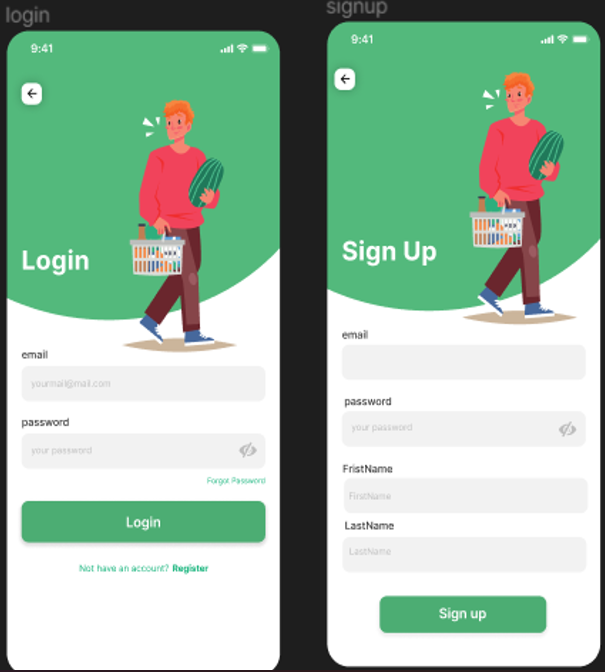 login
9:41
Login
email
yourmail@mail.com
password
your password
Forgot Password
Login
Not have an account? Register
signup
9:41
Sign Up
email
password
your password
FristName
FirstName
LastName
LastName
Sign up